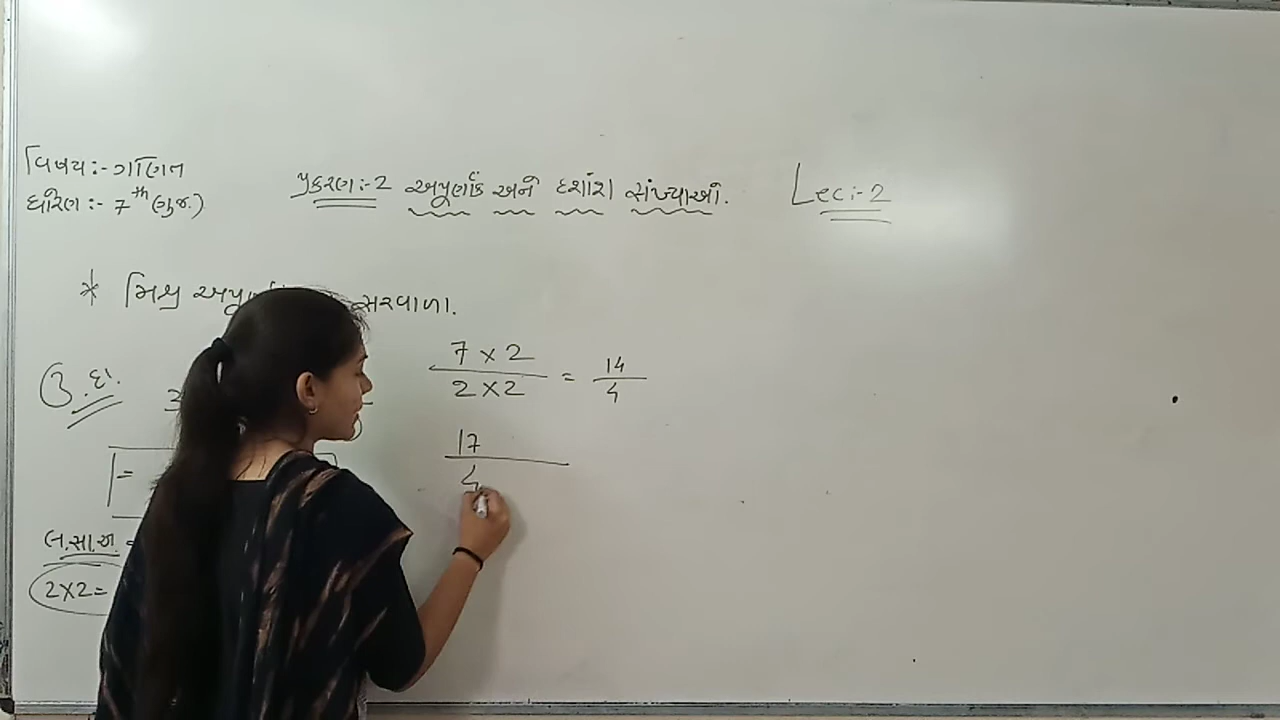 વિષય:- ગણિત
ધોરણ:- 7th (ગુજ.)
પ્રકરણ:-2 અપૂર્ણાંક અને દશાંશ સંખ્યાઓ.
Lec:-2
* મિશ્ર સરવાળા.
ઉ.દા.
7 × 2
2 × 2
= 14
4
17
4
=
લ.સા.અ.
2×2=